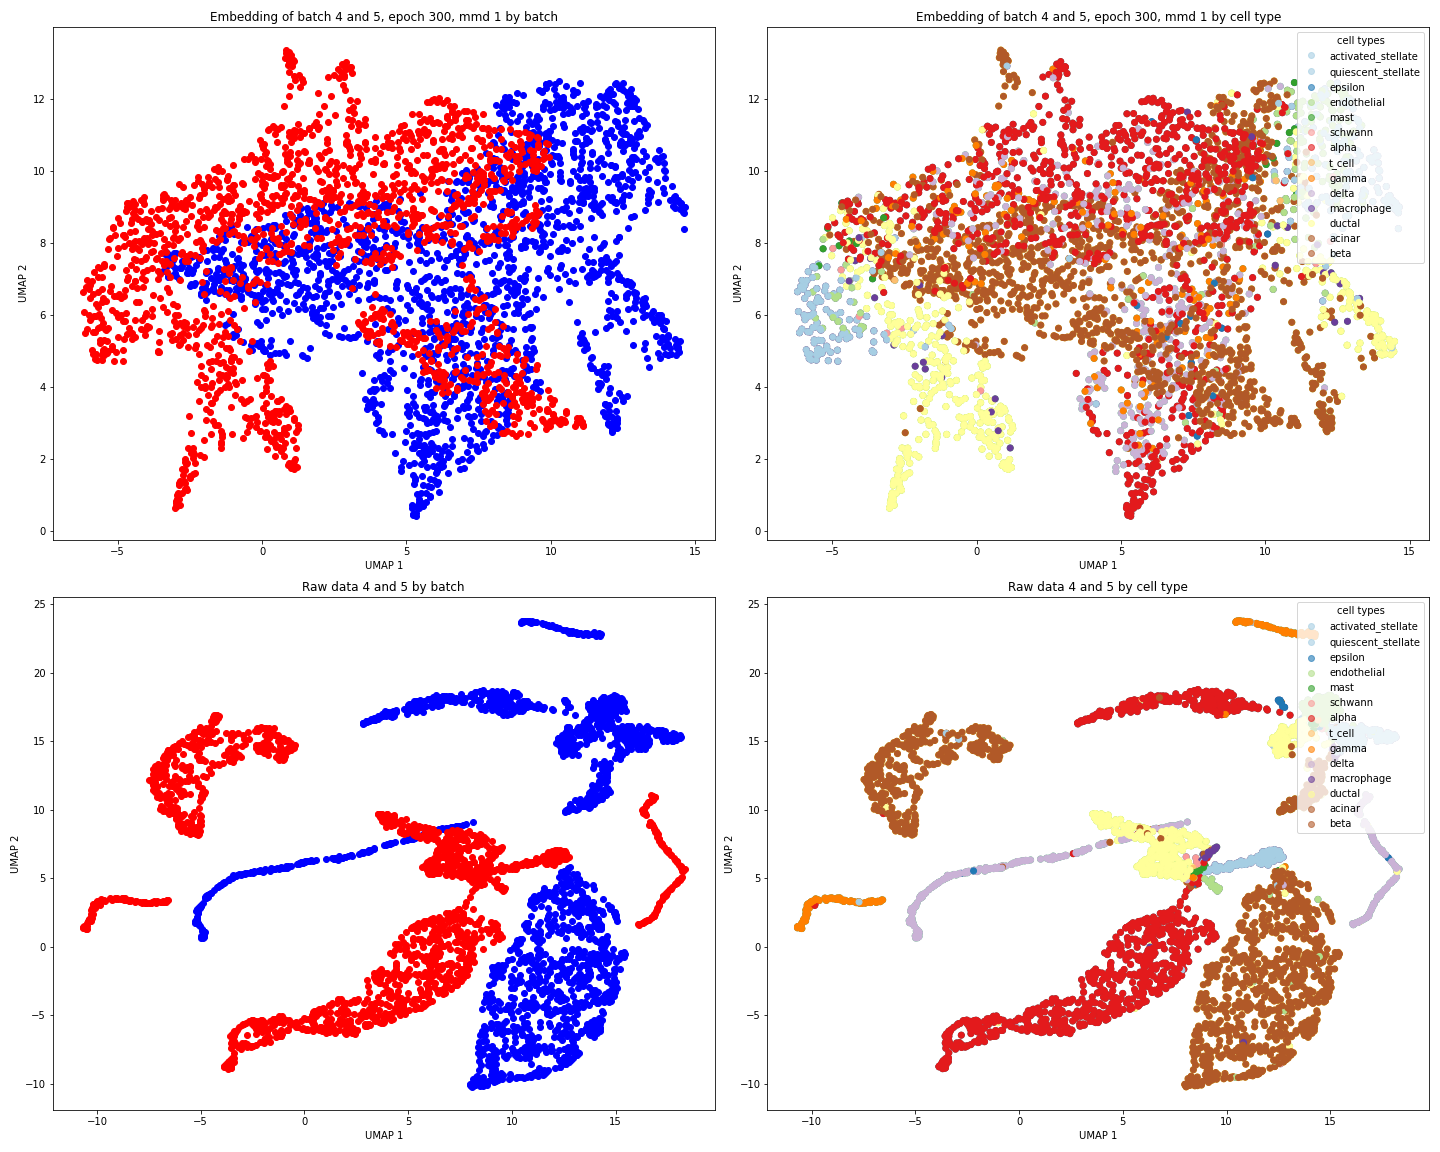 Embedding of batch 4 and 5, epoch 300, mmd 1 by batch
UMAP 2
12
10
8
6
4
2
0
−5
0
5
10
15
UMAP 1
Embedding of batch 4 and 5, epoch 300, mmd 1 by cell type
UMAP 2
12
10
8
6
4
2
0
−5
0
5
10
15
UMAP 1
cell types
activated_stellate
quiescent_stellate
epsilon
endothelial
mast
schwann
alpha
t_cell
gamma
delta
macrophage
ductal
acinar
beta
Raw data 4 and 5 by batch
UMAP 2
25
20
15
10
5
0
−5
−10
−10
−5
0
5
10
15
UMAP 1
Raw data 4 and 5 by cell type
UMAP 2
25
20
15
10
5
0
−5
−10
−10
−5
0
5
10
15
UMAP 1
cell types
activated_stellate
quiescent_stellate
epsilon
endothelial
mast
schwann
alpha
t_cell
gamma
delta
macrophage
ductal
acinar
beta